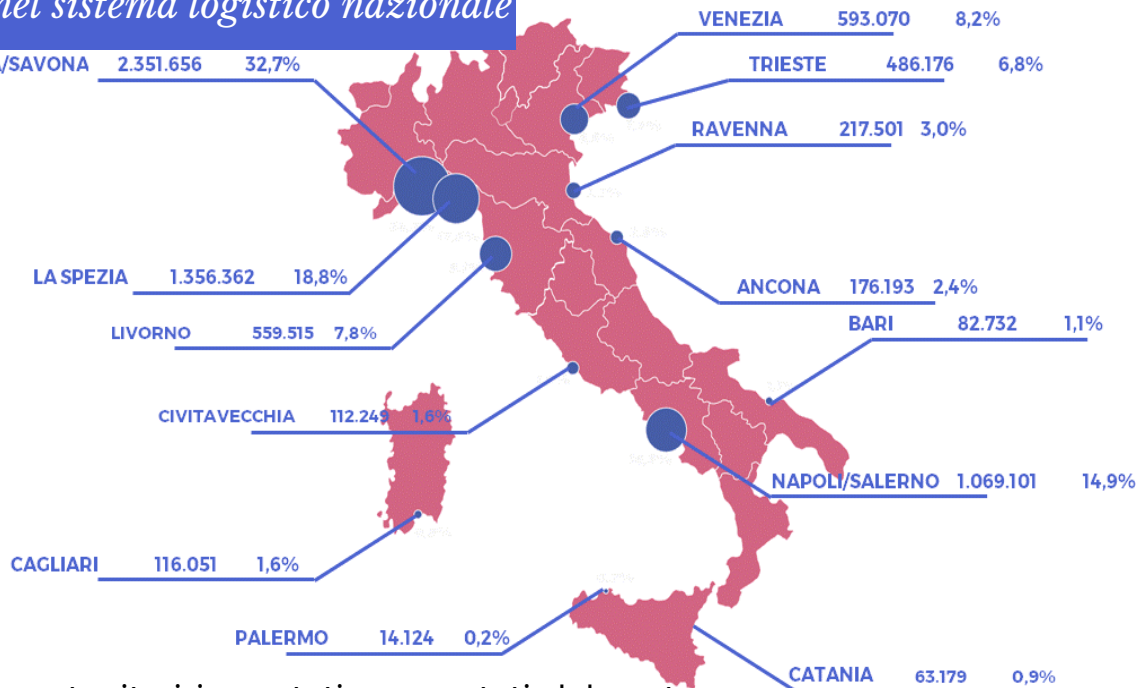 nel sistema logistico nazionale
VENEZIA 593.070 8,2%
/SAVONA 2.351.656 32,7%
TRIESTE 486.176 6,8%
RAVENNA 217.501 3,0%
LA SPEZIA 1.356.362 18,8%
ANCONA 176.193 2,4%
BARI 82.732 1,1%
LIVORNO 559.515 7,8%
CIVITAVECCHIA 112.249 1,6%
NAPOLI/SALERNO 1.069.101 14,9%
CAGLIARI 116.051 1,6%
PALERMO 14.124 0,2%
CATANIA 63.179 0,9%